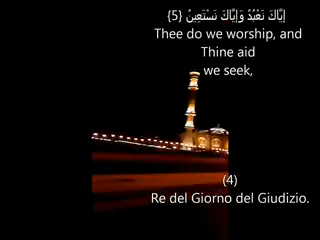 إِيَّاكَ نَعْبُدُ وَإِيَّاكَ نَسْتَعِينُ {5}
Thee do we worship, and
Thine aid
we seek,
(4)
Re del Giorno del Giudizio.